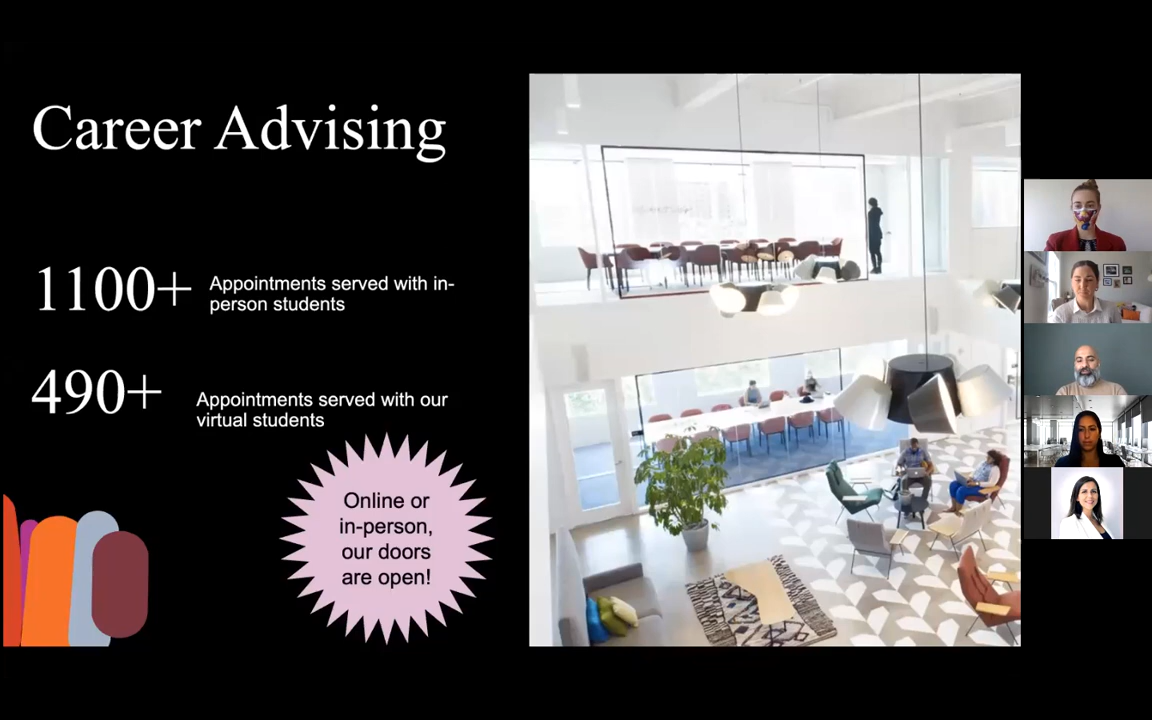 Career Advising
1100+
Appointments served with in-
person students
490+
Appointments served with our
virtual students
Online or
in-person,
our doors
are open!